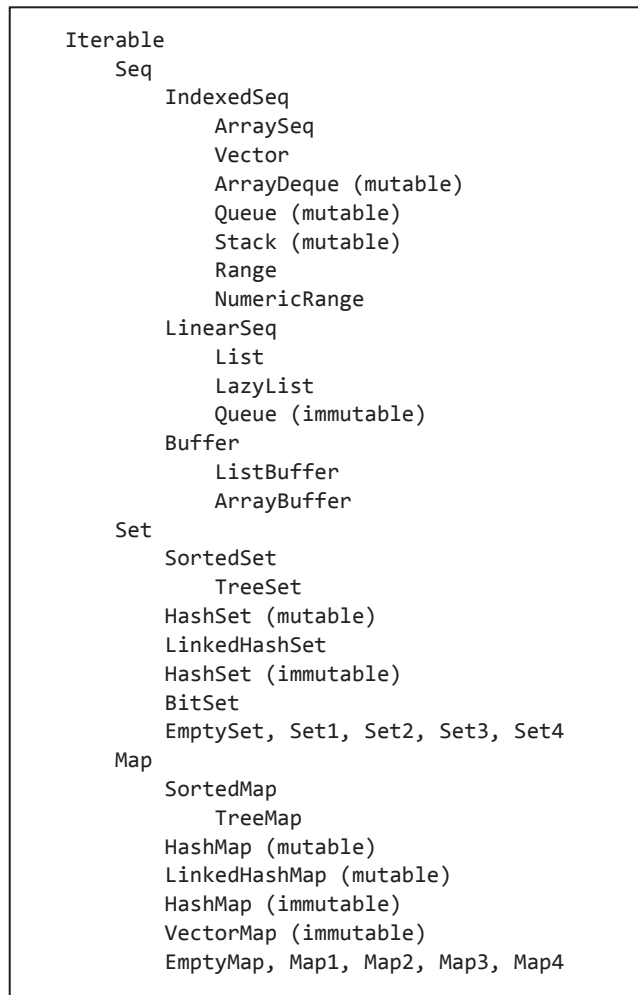 Iterable
Seq
IndexedSeq
ArraySeq
Vector
ArrayDeque (mutable)
Queue (mutable)
Stack (mutable)
Range
NumericRange
LinearSeq
List
LazyList
Queue (immutable)
Buffer
ListBuffer
ArrayBuffer
Set
SortedSet
TreeSet
HashSet (mutable)
LinkedHashSet
HashSet (immutable)
BitSet
EmptySet, Set1, Set2, Set3, Set4
Map
SortedMap
TreeMap
HashMap (mutable)
LinkedHashMap (mutable)
HashMap (immutable)
VectorMap (immutable)
EmptyMap, Map1, Map2, Map3, Map4